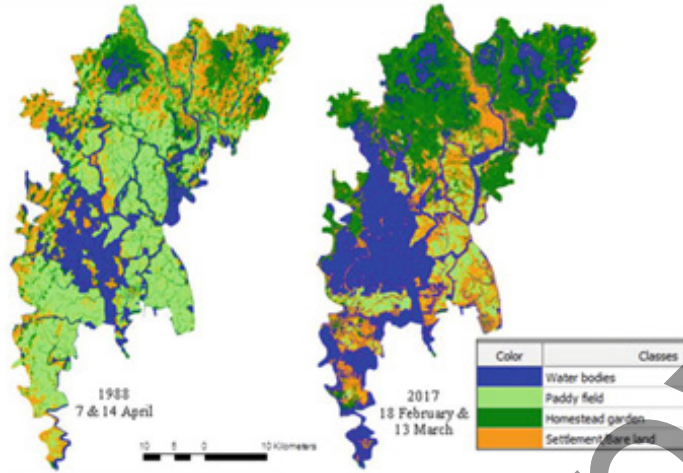 1988
7 & 14 April
2017
18 February &
13 March
10 5 0 10 Kilometers
Color Classes
Water bodies
Paddy field
Homestead garden
Settlement/Bare land